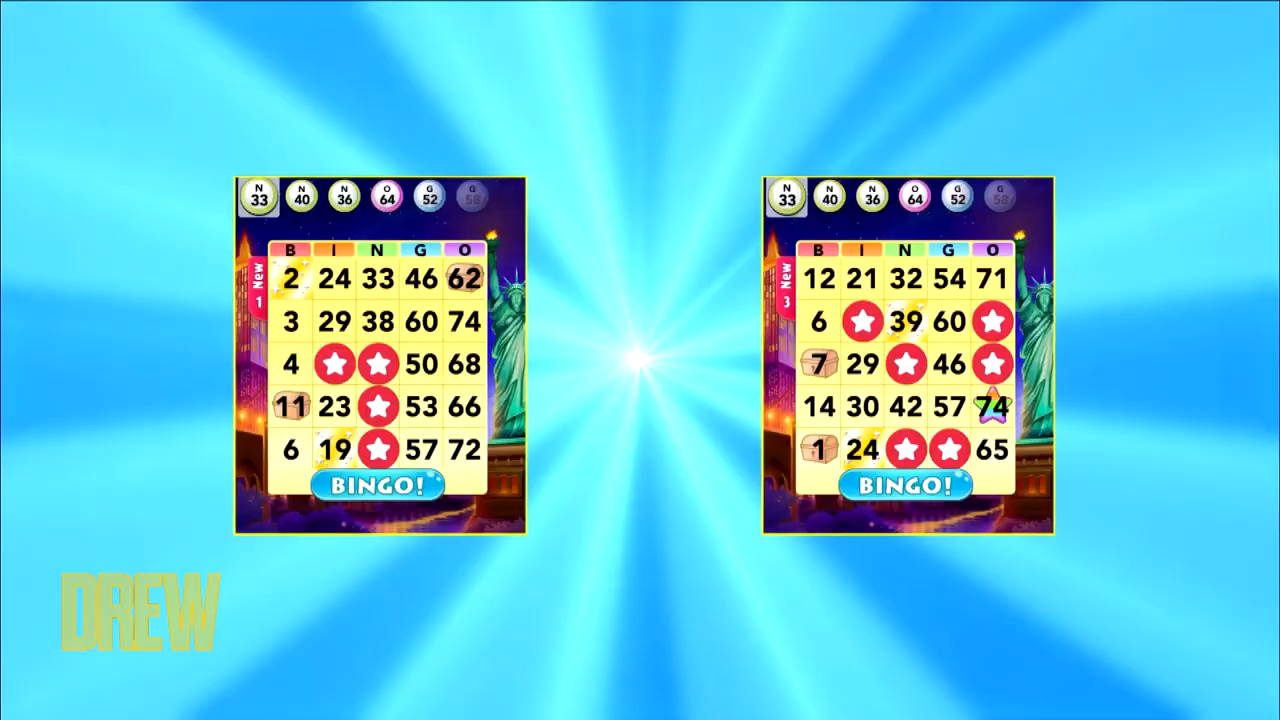 N 33 N 40 N 36 O 64 G 52 G 58
B I N G O
New 1
2 24 33 46 62
3 29 38 60 74
4 50 68
11 23 53 66
6 19 57 72
BINGO!
N 33 N 40 N 36 O 64 G 52 G 58
B I N G O
New 3
12 21 32 54 71
6 39 60
7 29 46
14 30 42 57 74
1 24 65
BINGO!
DREW